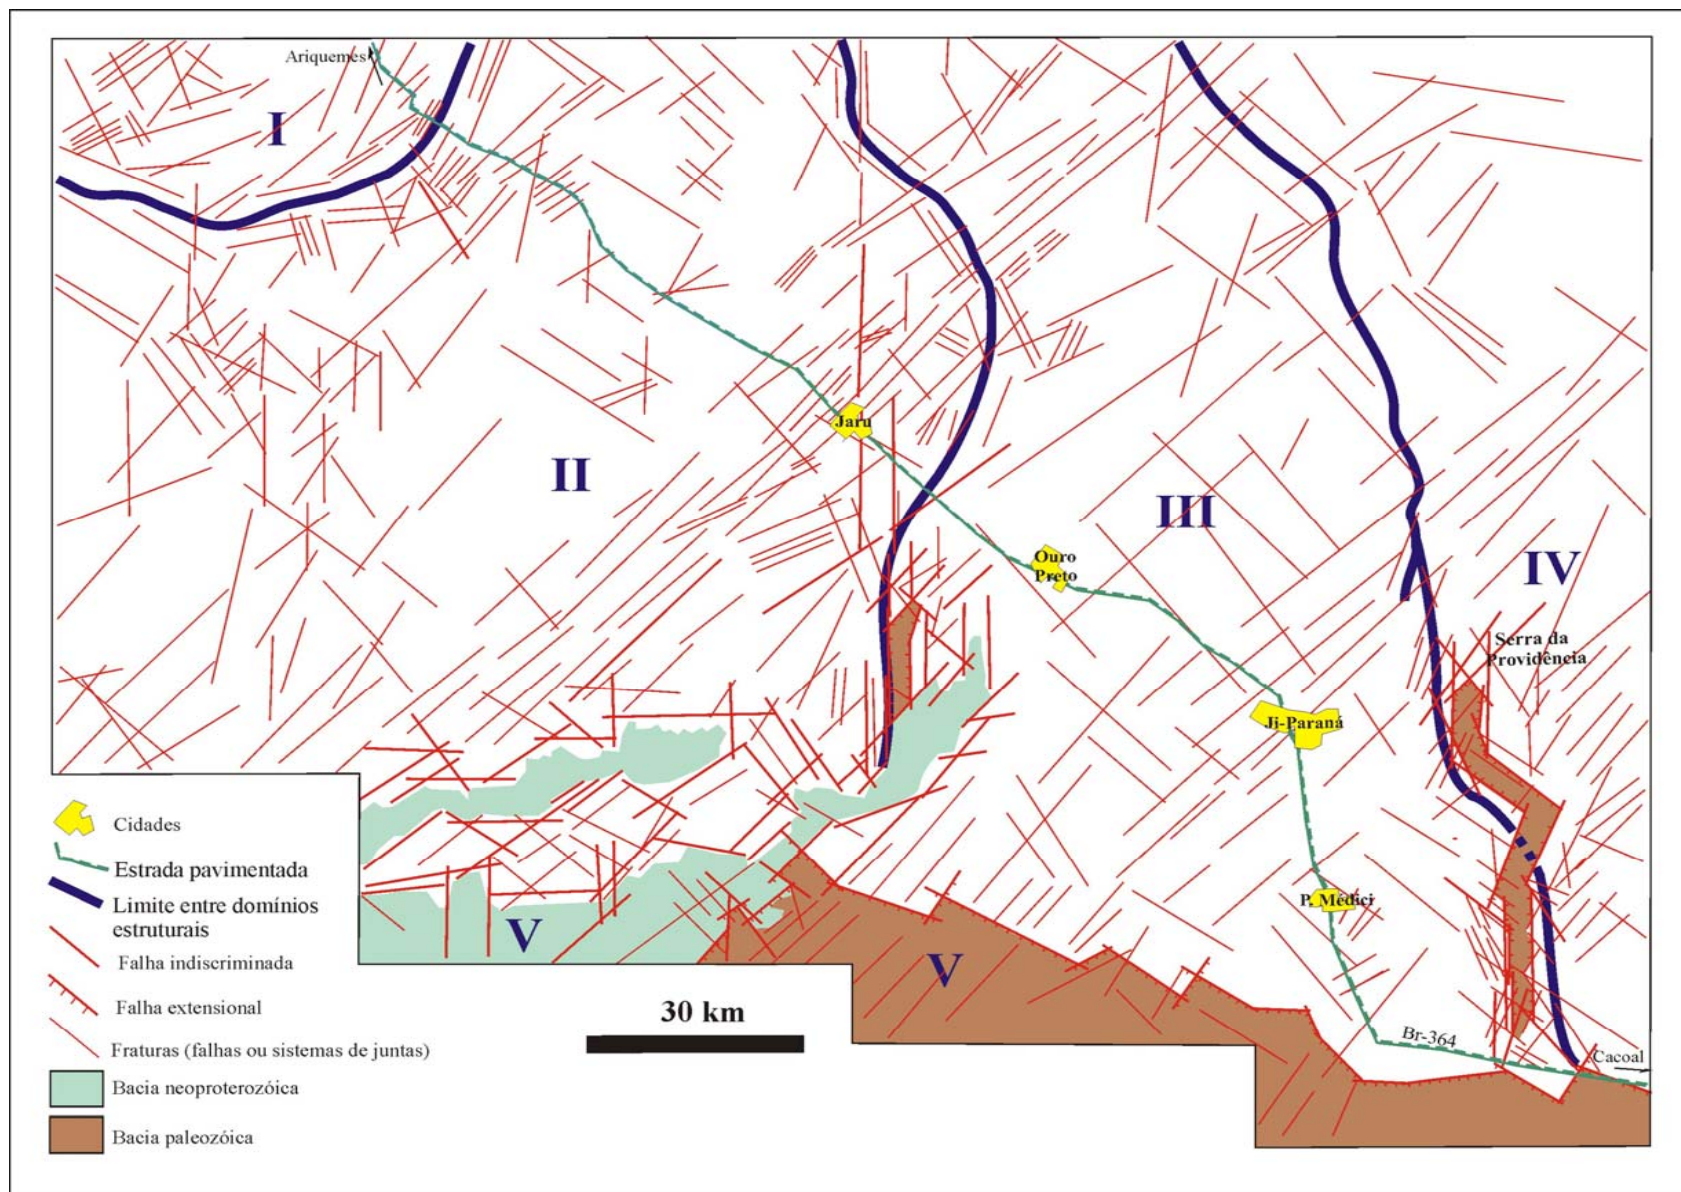 Ariquemes
I
Jaru
II
III
Ouro
Preto
IV
Serra da
Providência
Ji-Paraná
P. Médici
V
V
Br-364
Cacoal
30 km
Cidades
Estrada pavimentada
Limite entre domínios
estruturais
Falha indiscriminada
Falha extensional
Fraturas (falhas ou sistemas de juntas)
Bacia neoproterozóica
Bacia paleozóica